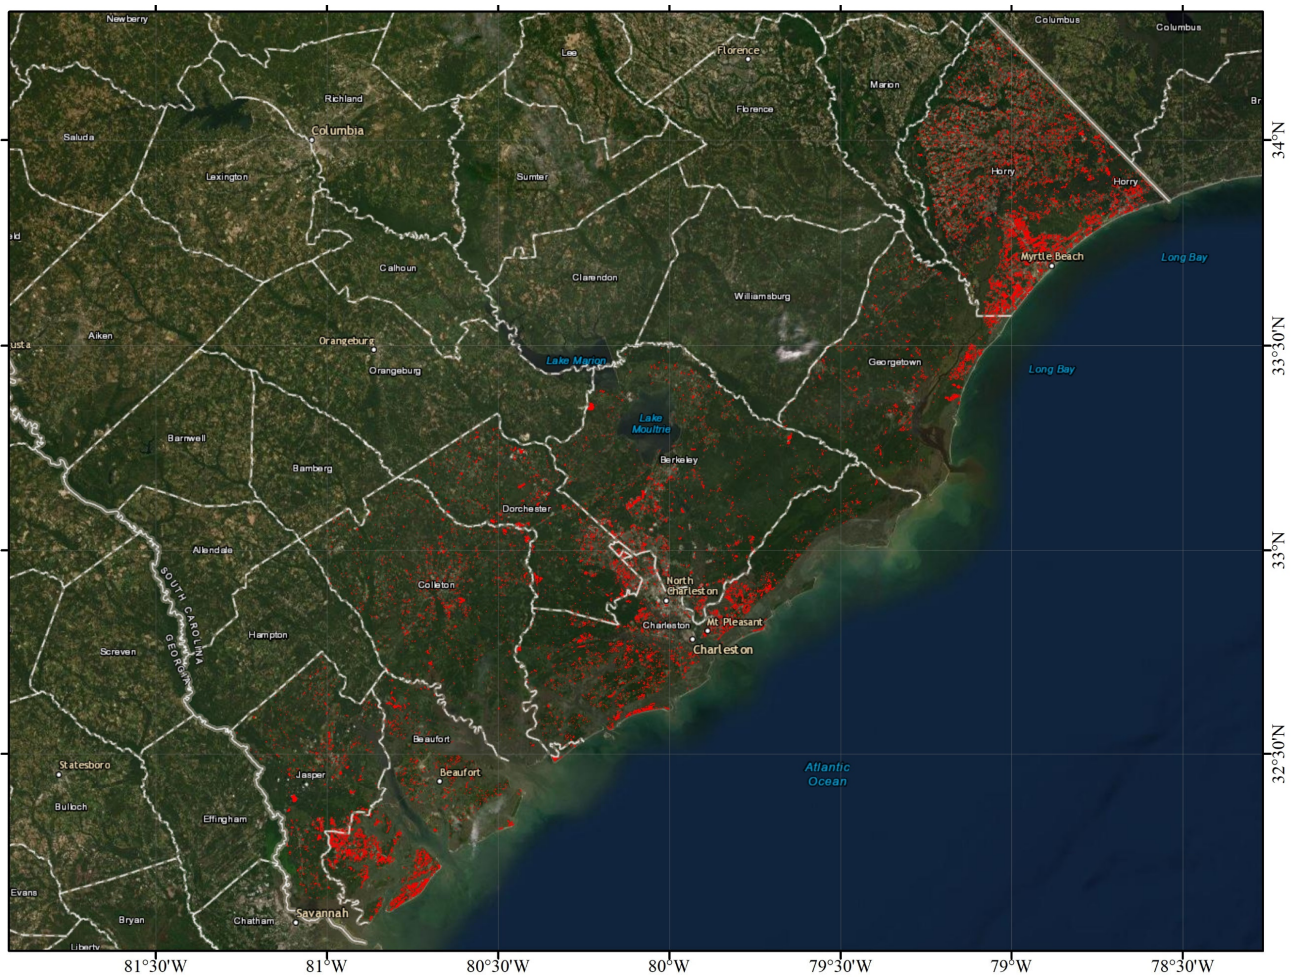 Newberry
Columbus
Columbus
Lee
Florence
Richland
Marion
Florence
Br
Saluda
Columbia
34°N
Lexington
Sumter
Horry
Horry
eld
Calhoun
Clarendon
Myrtle Beach
Long Bay
Williamsburg
Aiken
usta
Orangeburg
33°30'N
Lake Marion
Georgetown
Orangeburg
Long Bay
Lake
Moultrie
Barnwell
Berkeley
Bamberg
Dorchester
Allendale
33°N
Colleton
North
Charleston
SOUTH CAROLINA
GEORGIA
Hampton
Charleston
Mt Pleasant
Charleston
Screven
Beaufort
32°30'N
Statesboro
Jasper
Beaufort
Atlantic
Ocean
Bulloch
Effingham
Evans
Bryan
Chatham
Savannah
Liberty
81°30'W
81°W
80°30'W
80°W
79°30'W
79°W
78°30'W